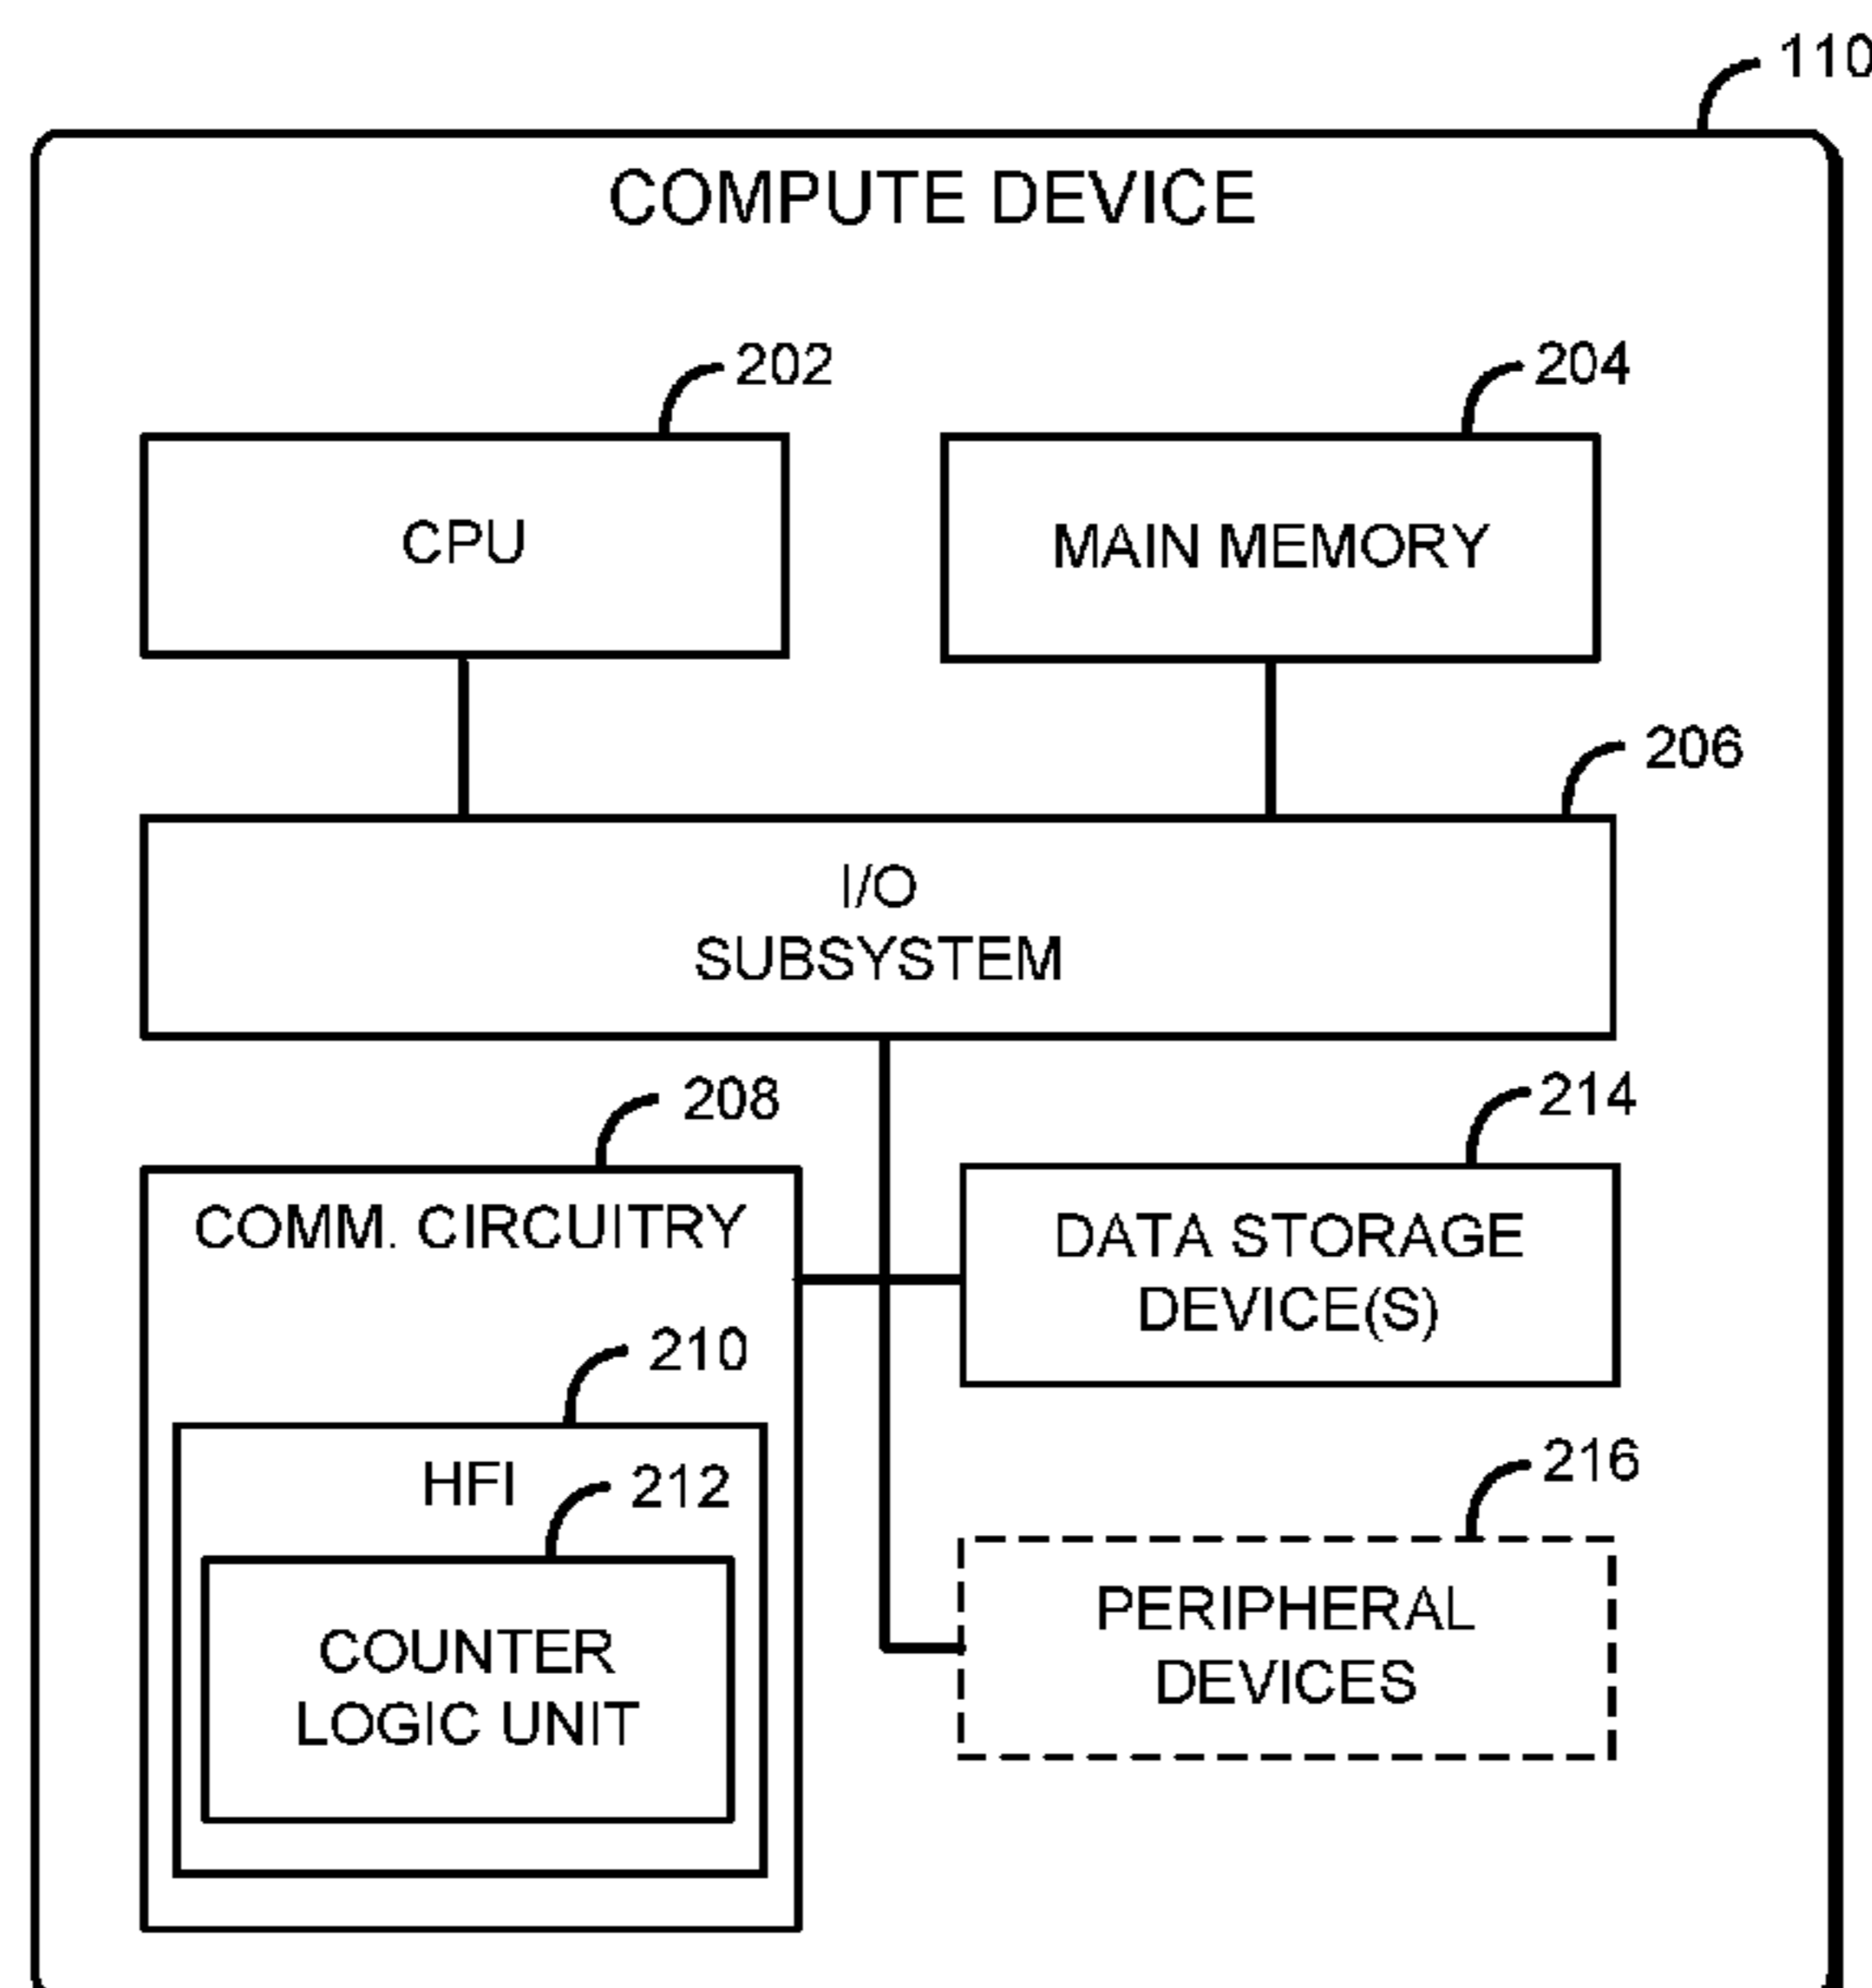 110
COMPUTE DEVICE
202
204
CPU
MAIN MEMORY
206
I/O
SUBSYSTEM
208
214
COMM. CIRCUITRY
DATA STORAGE
DEVICE(S)
210
HFI
212
216
COUNTER
LOGIC UNIT
PERIPHERAL
DEVICES